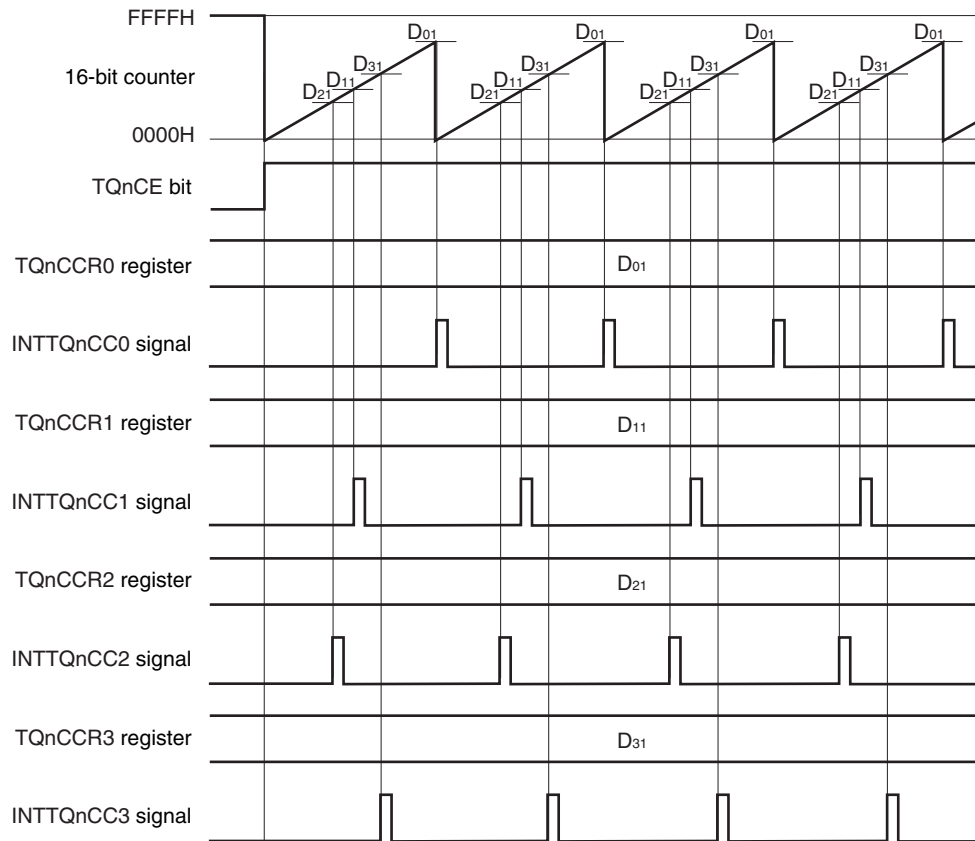 FFFFH
D01 D01 D01 D01
16-bit counter
D31 D31 D31 D31
D11 D11 D11 D11
D21 D21 D21 D21
0000H
TQnCE bit
TQnCCR0 register
D01
INTTQnCC0 signal
TQnCCR1 register
D11
INTTQnCC1 signal
TQnCCR2 register
D21
INTTQnCC2 signal
TQnCCR3 register
D31
INTTQnCC3 signal